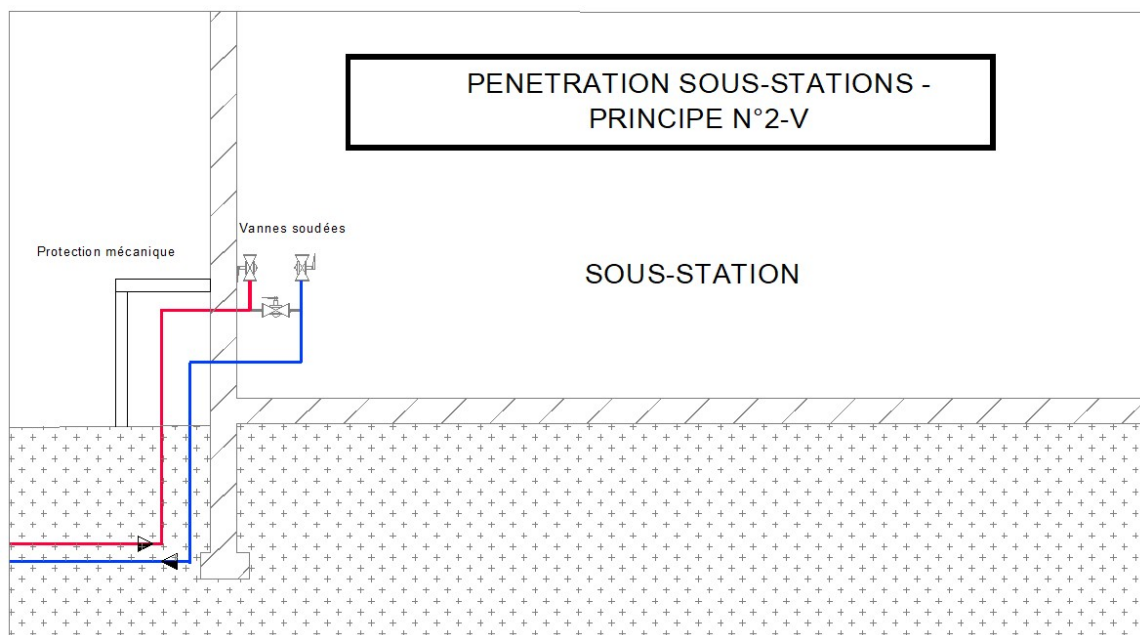 PENETRATION SOUS-STATIONS -
PRINCIPE N°2-V
Vannes soudées
Protection mécanique
SOUS-STATION